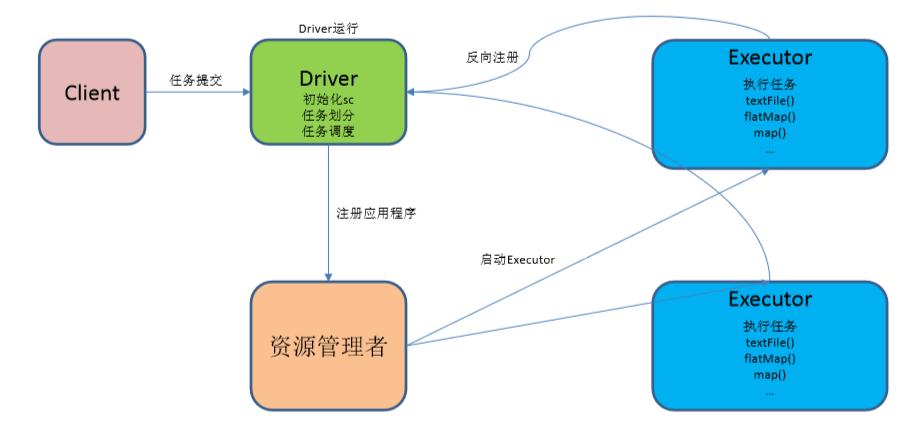 Driver运行
Client
任务提交
Driver
初始化sc
任务划分
任务调度
反向注册
Executor
执行任务
textFile()
flatMap()
map()
...
注册应用程序
启动Executor
资源管理者
Executor
执行任务
textFile()
flatMap()
map()
...